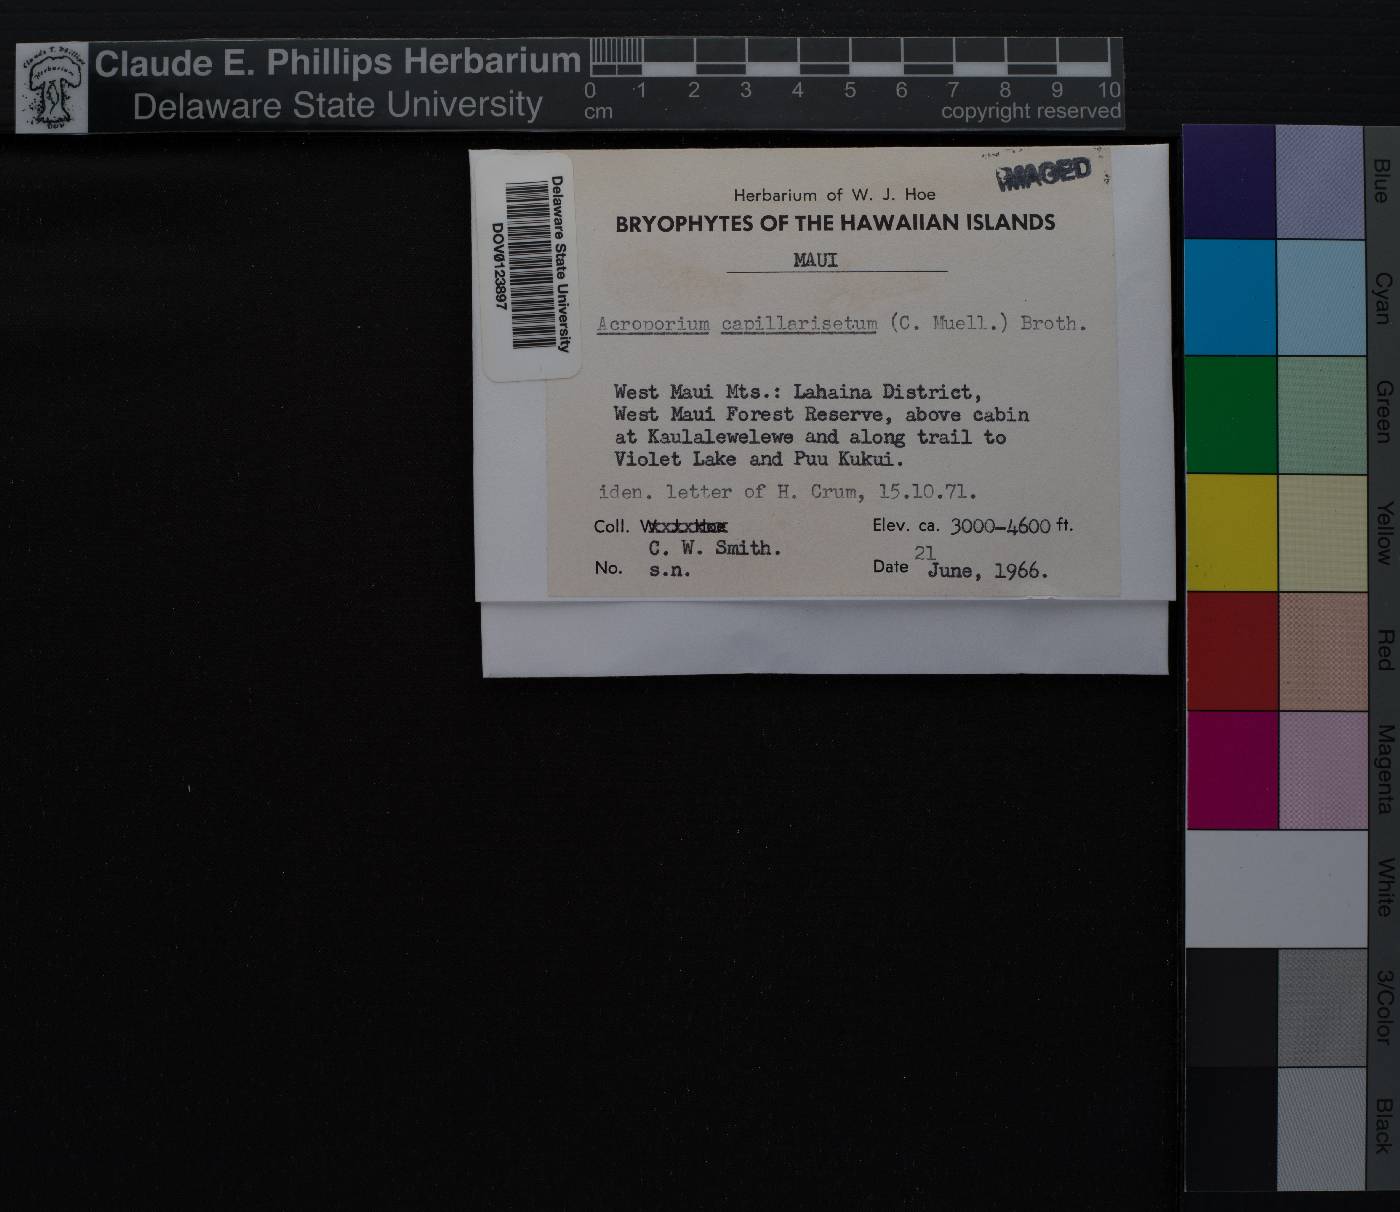 Claude E. Phillips Herbarium
Delaware State University
0 1 2 3 4 5 6 7 8 9 10
cm
copyright reserved
Delaware State University
DOV0123897
IMAGED
Herbarium of W. J. Hoe
BRYOPHYTES OF THE HAWAIIAN ISLANDS
MAUI
Acroporium capillarisetum (C. Muell.) Broth.
West Maui Mts.: Lahaina District,
West Maui Forest Reserve, above cabin
at Kaulalewelewe and along trail to
Violet Lake and Puu Kukui.
iden. letter of H. Crum, 15.10.71.
Coll. W. J. Hoe
Elev. ca. 3000-4600 ft.
C. W. Smith.
No. s.n.
Date 21 June, 1966.
Blue
Cyan
Green
Yellow
Red
Magenta
White
3/Color
Black